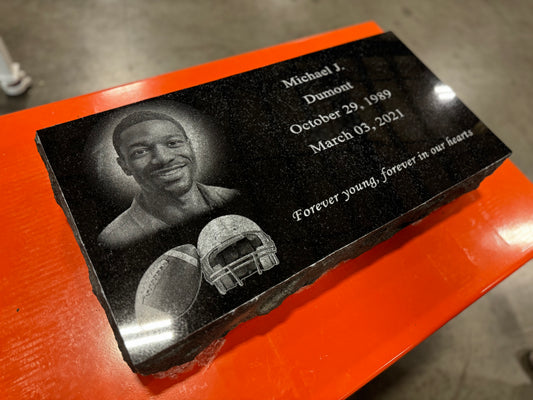 Michael J.
Dumont
October 29, 1989
March 03, 2021
Forever young, forever in our hearts